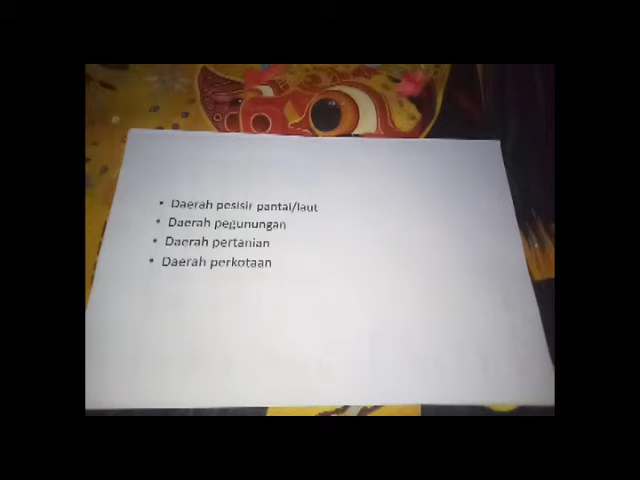 • Daerah pesisir pantai/laut
• Daerah pegunungan
• Daerah pertanian
• Daerah perkotaan